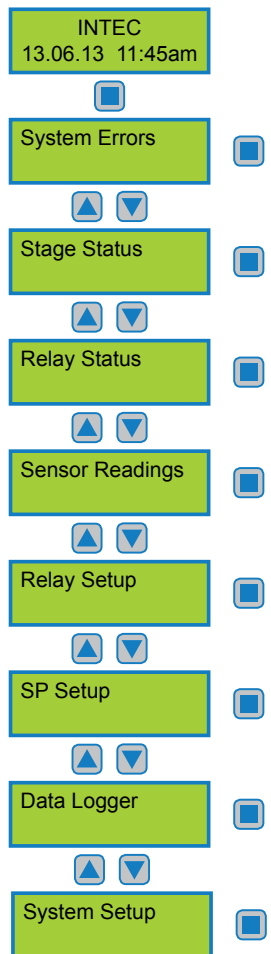 INTEC
13.06.13 11:45am
System Errors
Stage Status
Relay Status
Sensor Readings
Relay Setup
SP Setup
Data Logger
System Setup